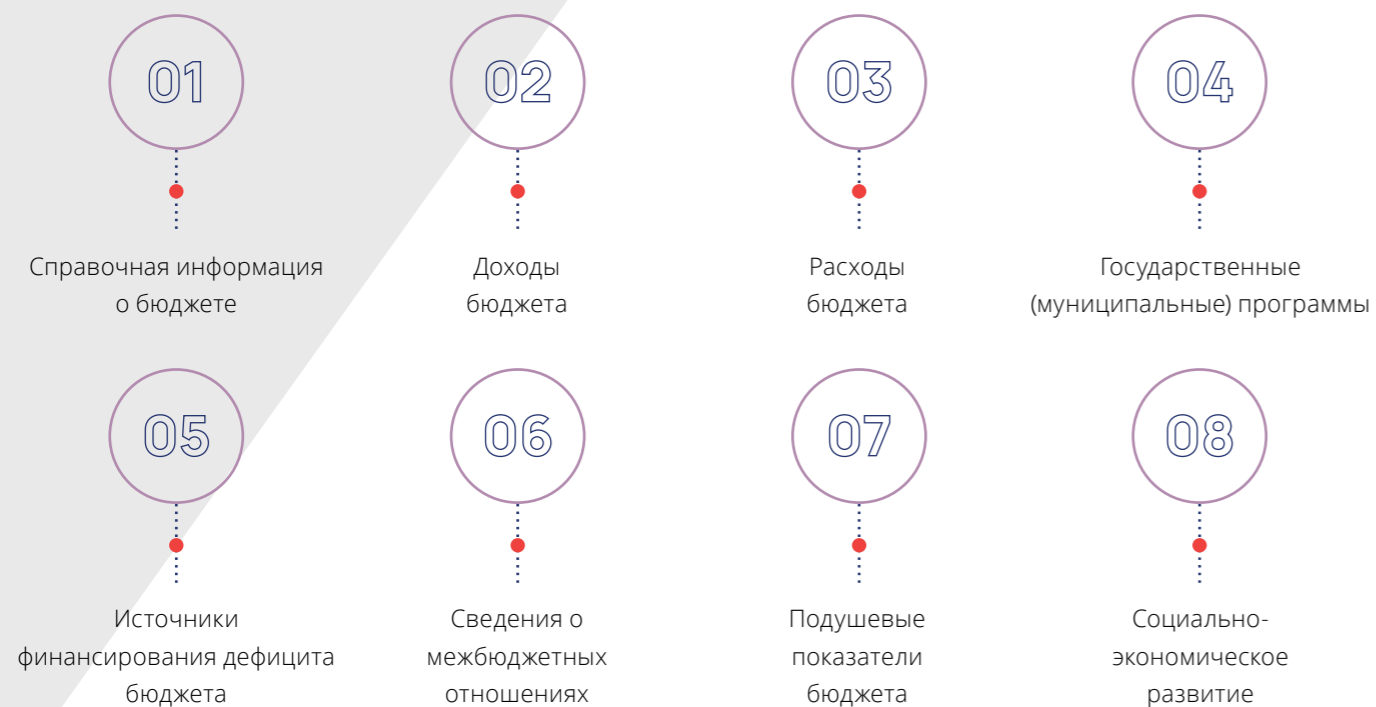 01
02
03
04
Справочная информация
о бюджете
Доходы
бюджета
Расходы
бюджета
Государственные
(муниципальные) программы
05
06
07
08
Источники
финансирования дефицита
бюджета
Сведения о
межбюджетных
отношениях
Подушевые
показатели
бюджета
Социально-
экономическое
развитие